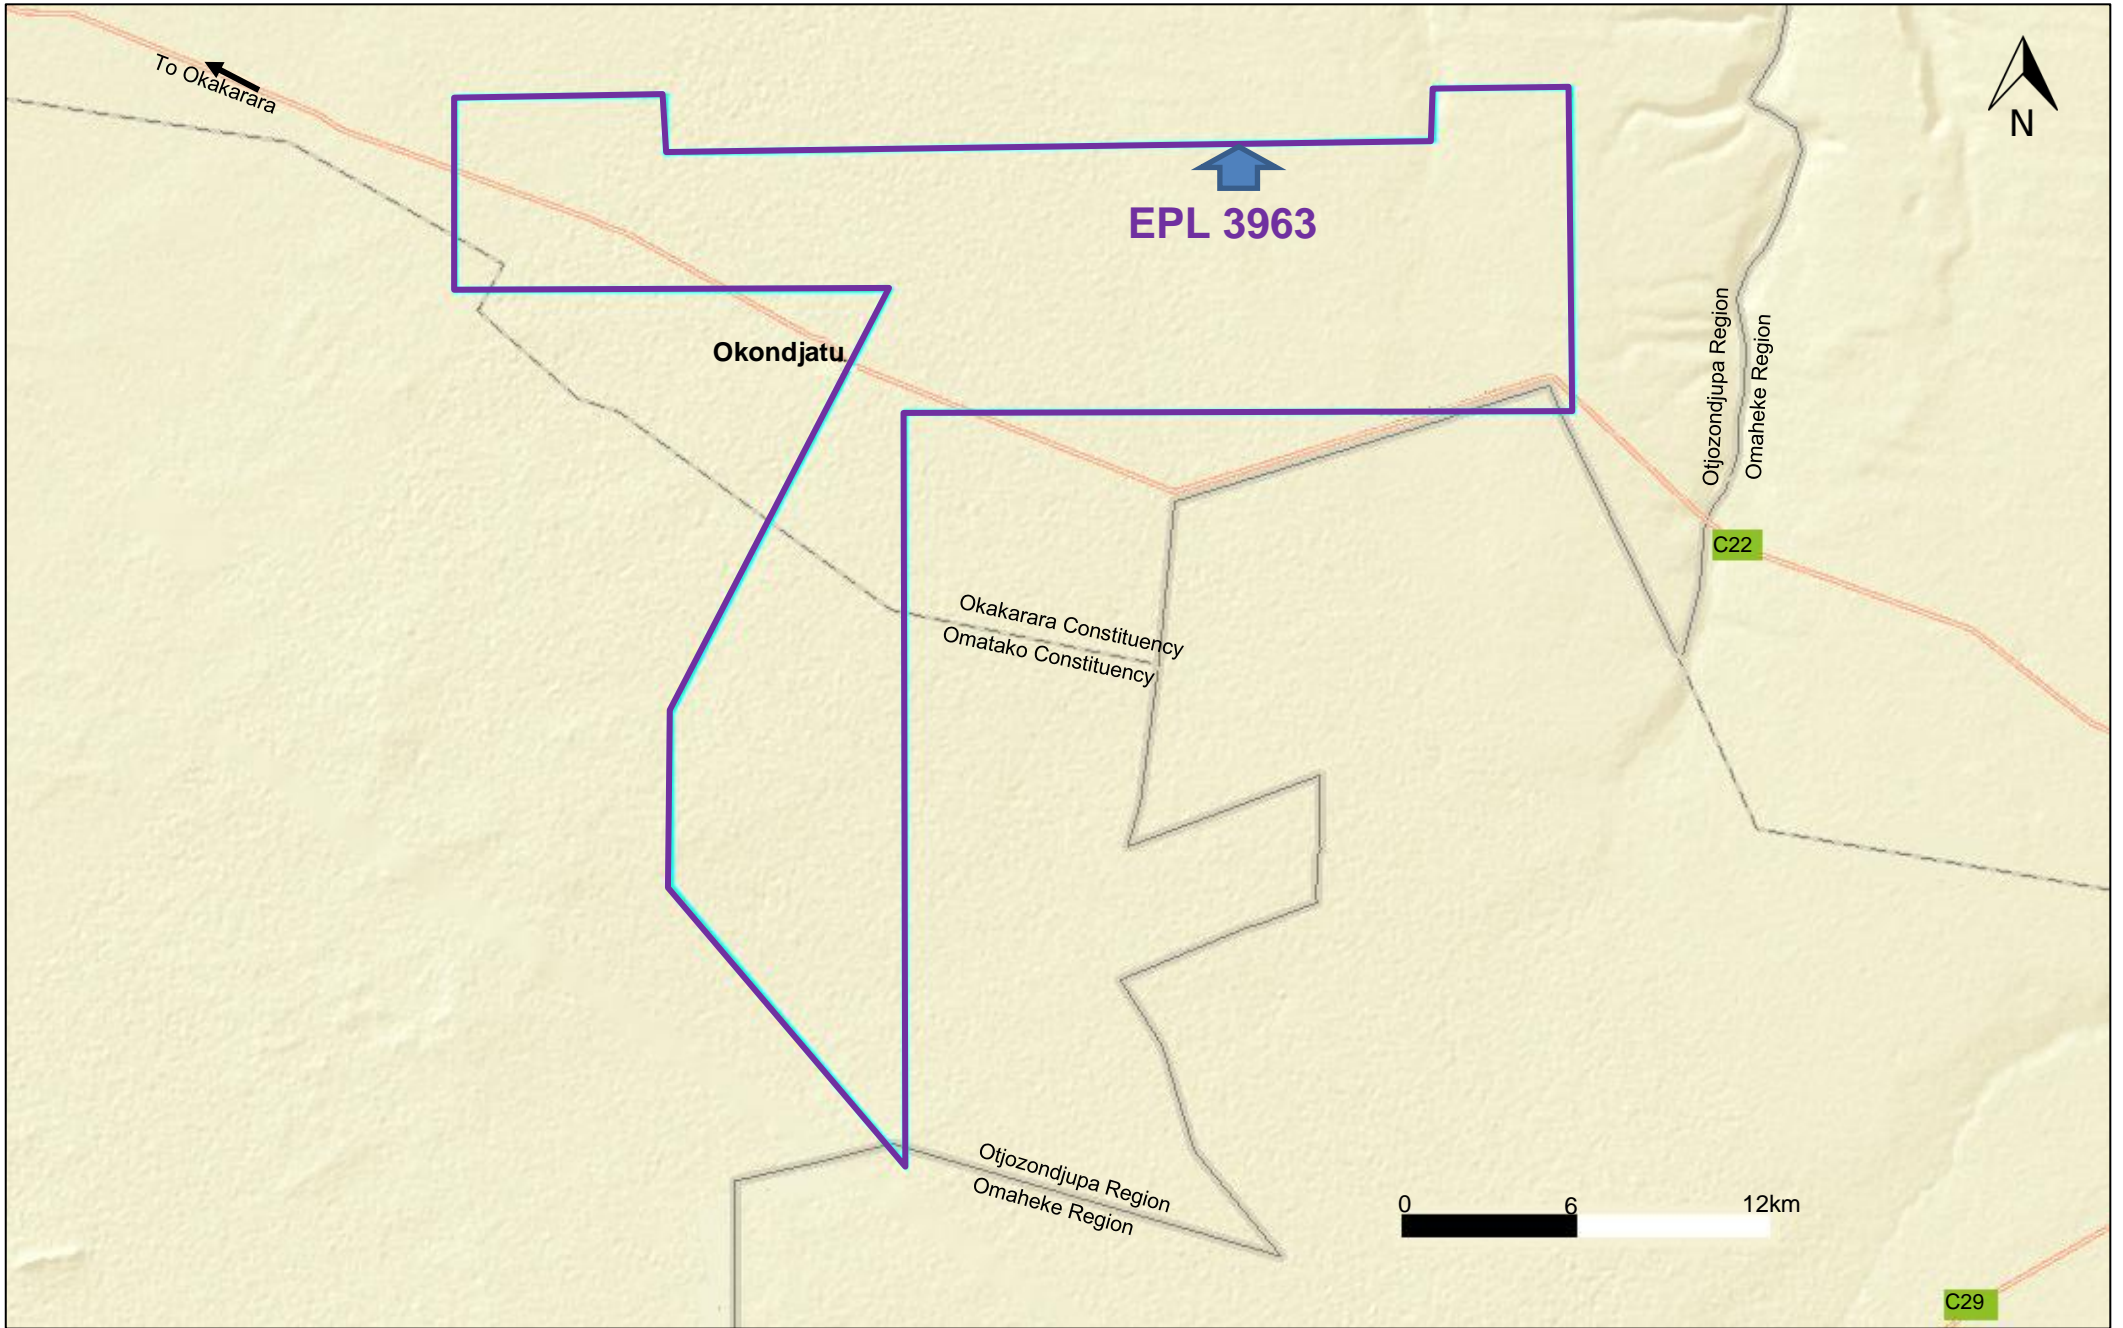 To Okakarara
N
EPL 3963
Okondjatu
Otjozondjupa Region
Omaheke Region
C22
Okakarara Constituency
Omatako Constituency
Otjozondjupa Region
Omaheke Region
0 6 12km
C29